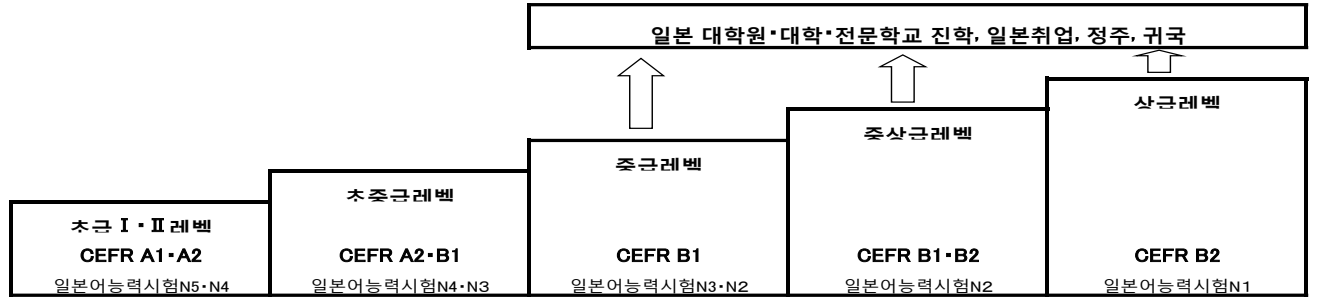 일본 대학원・대학・전문학교 진학, 일본취업, 정주, 귀국
상급레벨
중상급레벨
중급레벨
초중급레벨
초급 Ⅰ・Ⅱ레벨
CEFR A1・A2
CEFR A2・B1
CEFR B1
CEFR B1・B2
CEFR B2
일본어능력시험N5・N4
일본어능력시험N4・N3
일본어능력시험N3・N2
일본어능력시험N2
일본어능력시험N1